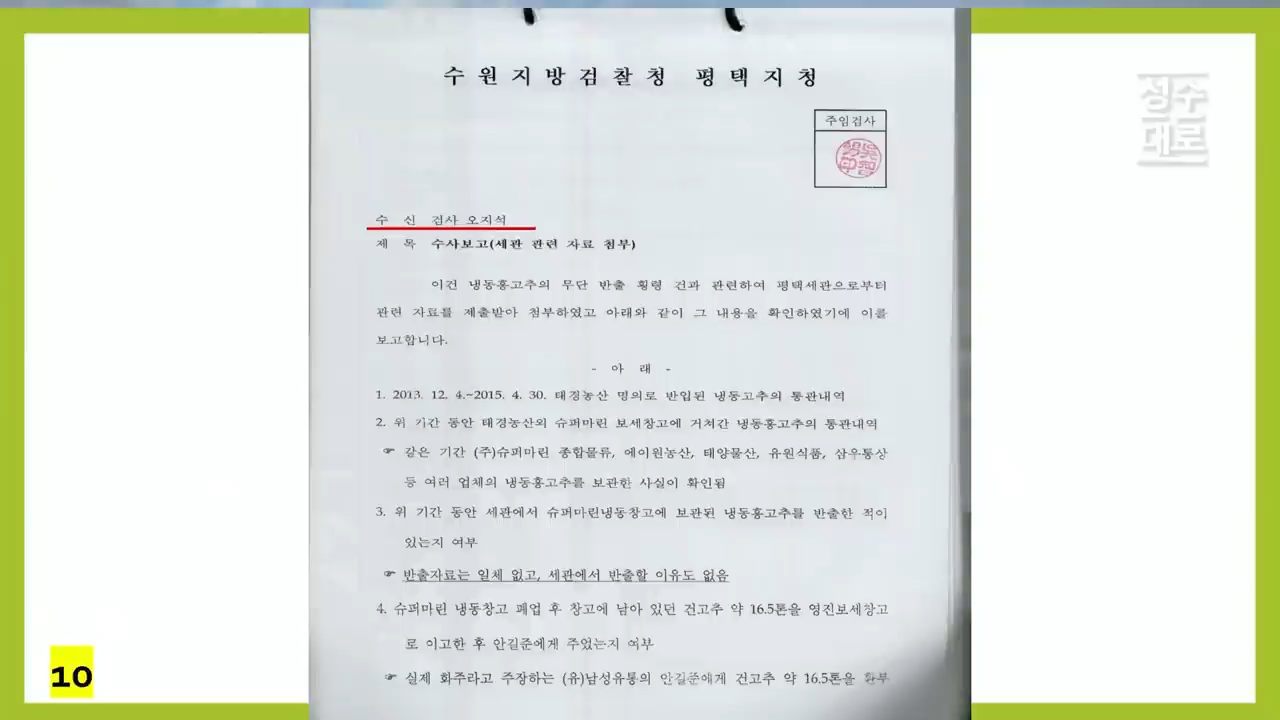 수원지방검찰청 평택지청
성수
대로
주임검사
수 신 검사 오지석
제 목 수사보고(세관 관련 자료 첨부)
이건 냉동홍고추의 무단 반출 횡령 건과 관련하여 평택세관으로부터
관련 자료를 제출받아 첨부하였고 아래와 같이 그 내용을 확인하였기에 이를
보고합니다.
- 아 래 -
1. 2013. 12. 4.~2015. 4. 30. 태경농산 명의로 반입된 냉동고추의 통관내역
2. 위 기간 동안 태경농산외 슈퍼마린 보세창고에 거쳐간 냉동홍고추의 통관내역
☞ 같은 기간 (주)슈퍼마린 종합물류, 에이원농산, 태양물산, 유원식품, 삼우통상
등 여러 업체의 냉동홍고추를 보관한 사실이 확인됨
3. 위 기간 동안 세관에서 슈퍼마린냉동창고에 보관된 냉동홍고추를 반출한 적이
있는지 여부
☞ 반출자료는 일체 없고, 세관에서 반출할 이유도 없음
4. 슈퍼마린 냉동창고 폐업 후 창고에 남아 있던 건고추 약 16.5톤을 영진보세창고
로 이고한 후 안길준에게 주었는지 여부
☞ 실제 화주라고 주장하는 (유)남성유통의 안길준에게 건고추 약 16.5톤을 환부
10